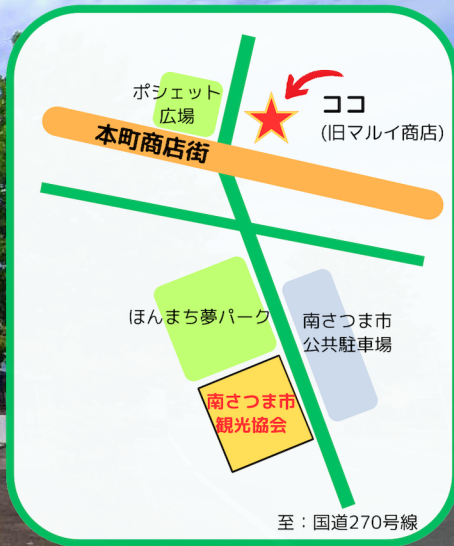 ポシェット
広場
ココ
(旧マルイ商店)
本町商店街
ほんまち夢パーク
南さつま市
公共駐車場
南さつま市
観光協会
至：国道270号線